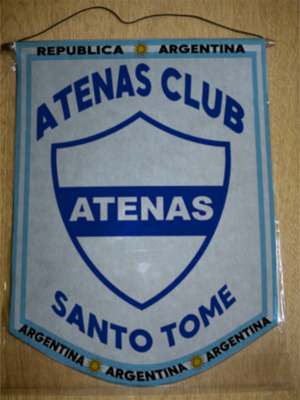 REPUBLICA ARGENTINA
ATENAS CLUB
ATENAS
SANTO TOME
ARGENTINA ARGENTINA ARGENTINA